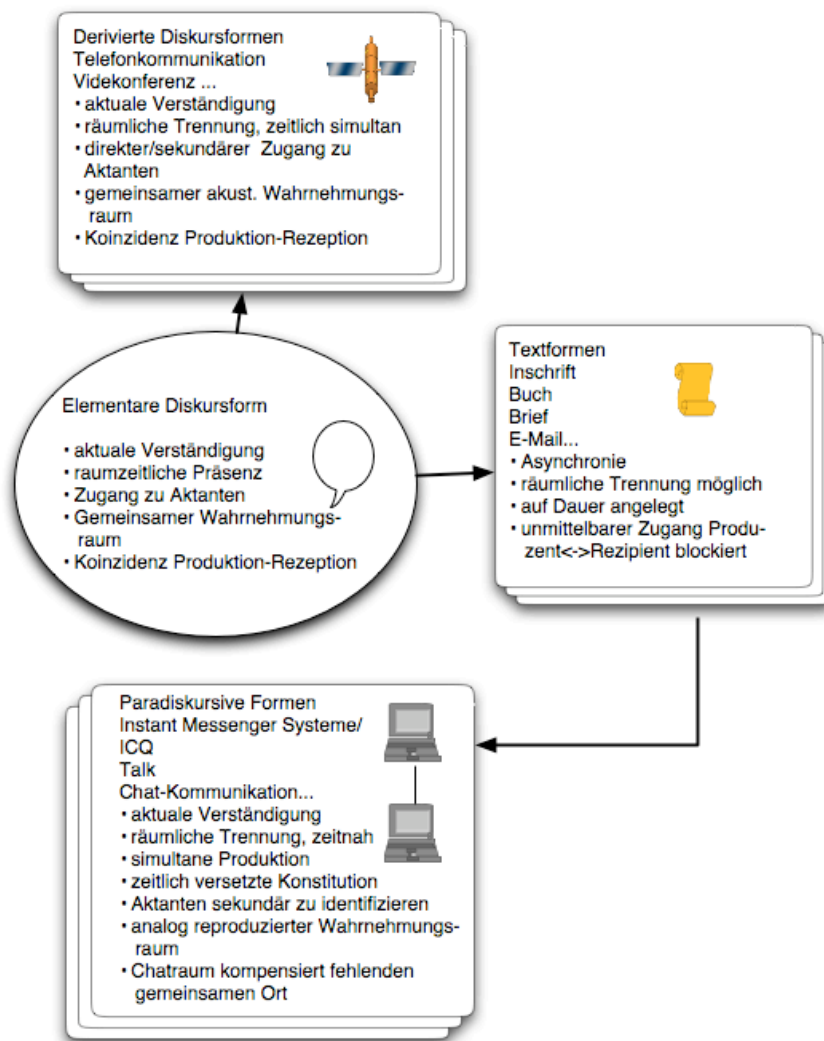 Derivierte Diskursformen
Telefonkommunikation
Videkonferenz ...
• aktuale Verständigung
• räumliche Trennung, zeitlich simultan
• direkter/sekundärer Zugang zu
Aktanten
• gemeinsamer akust. Wahrnehmungs-
raum
• Koinzidenz Produktion-Rezeption
Elementare Diskursform
• aktuale Verständigung
• raumzeitliche Präsenz
• Zugang zu Aktanten
• Gemeinsamer Wahrnehmungs-
raum
• Koinzidenz Produktion-Rezeption
Textformen
Inschrift
Buch
Brief
E-Mail...
• Asynchronie
• räumliche Trennung möglich
• auf Dauer angelegt
• unmittelbarer Zugang Produ-
zent<->Rezipient blockiert
Paradiskursive Formen
Instant Messenger Systeme/
ICQ
Talk
Chat-Kommunikation...
• aktuale Verständigung
• räumliche Trennung, zeitnah
• simultane Produktion
• zeitlich versetzte Konstitution
• Aktanten sekundär zu identifizieren
• analog reproduzierter Wahrnehmungs-
raum
• Chatraum kompensiert fehlenden
gemeinsamen Ort